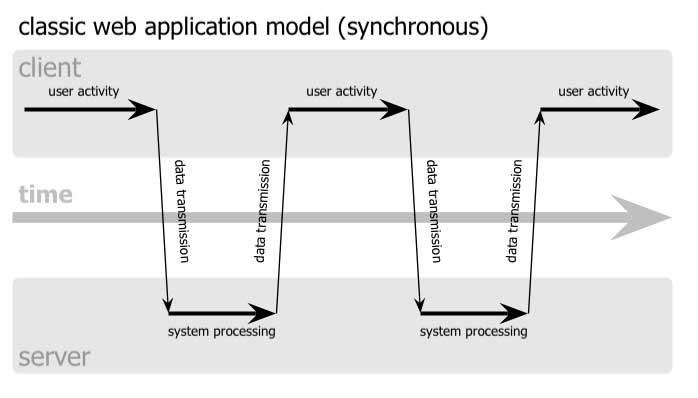 classic web application model (synchronous)
client
user activity
user activity
user activity
data transmission
data transmission
data transmission
data transmission
time
system processing
system processing
server